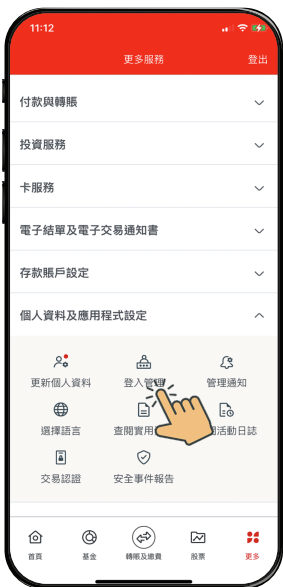 11:12
更多服務 登出
付款與轉賬
投資服務
卡服務
電子結單及電子交易通知書
存款賬戶設定
個人資料及應用程式設定
更新個人資料 登入管理 管理通知
選擇語言 查閱實用 活動日誌
交易認證 安全事件報告
首頁 基金 轉賬及繳費 股票 更多